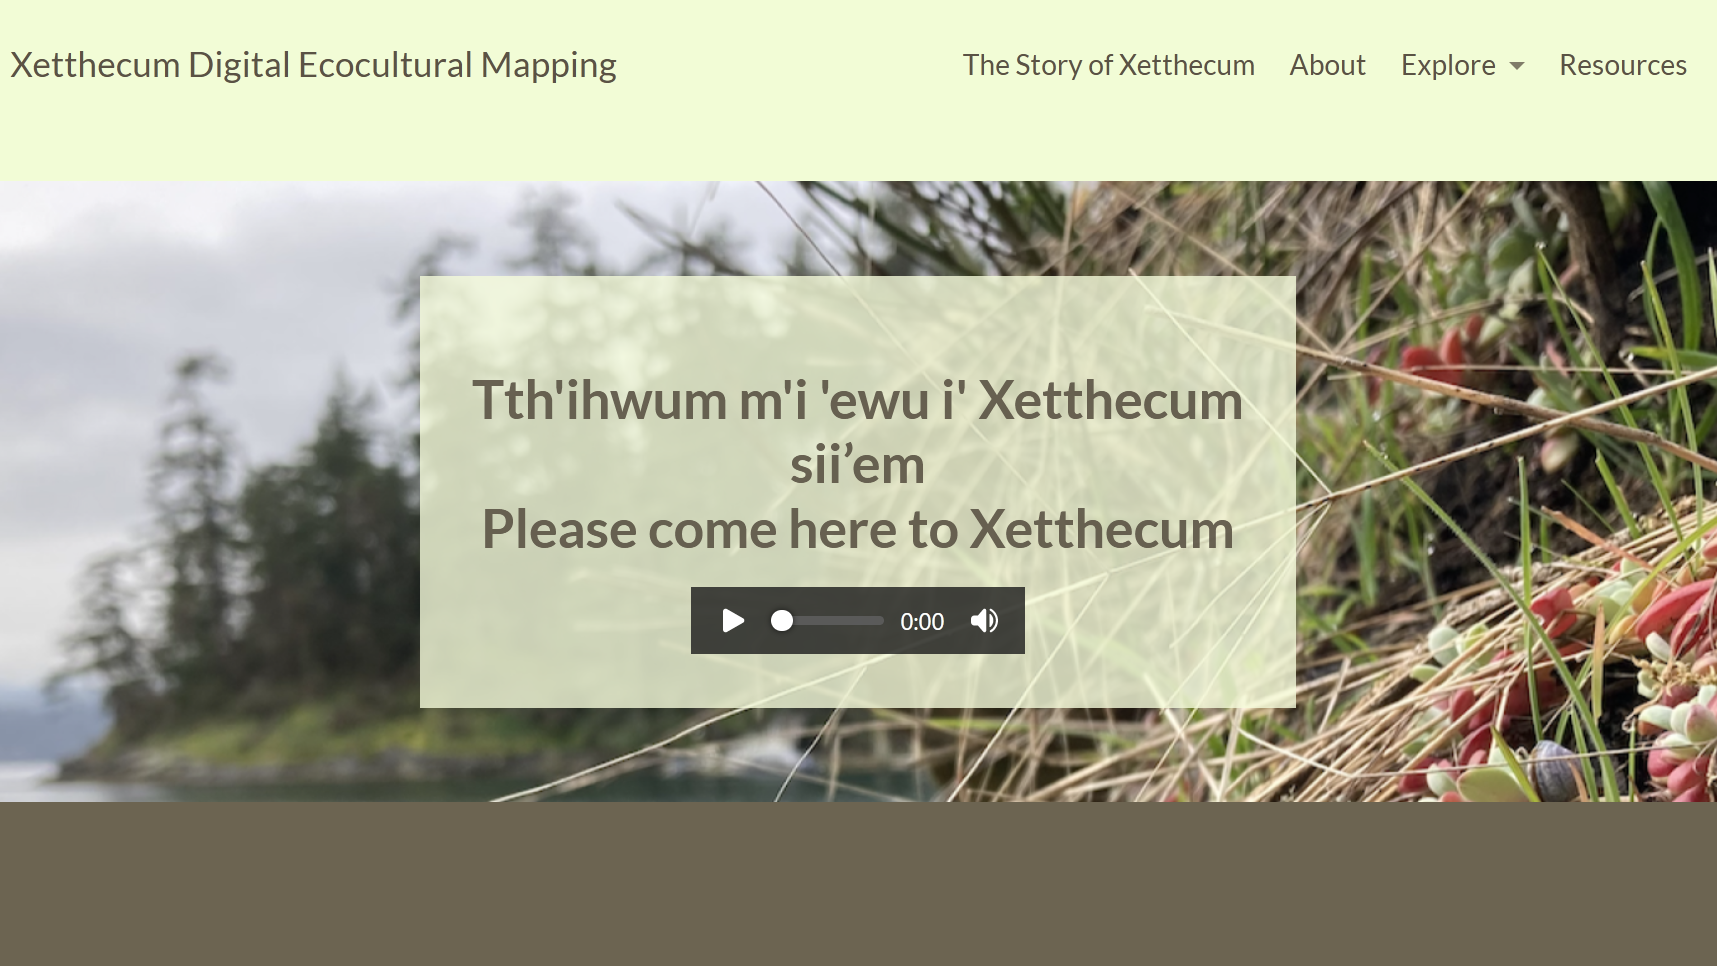 Xetthecum Digital Ecocultural Mapping
The Story of Xetthecum
About
Explore
Resources
Tth'ihwum m'i 'ewu i' Xetthecum
sii’em
Please come here to Xetthecum
0:00